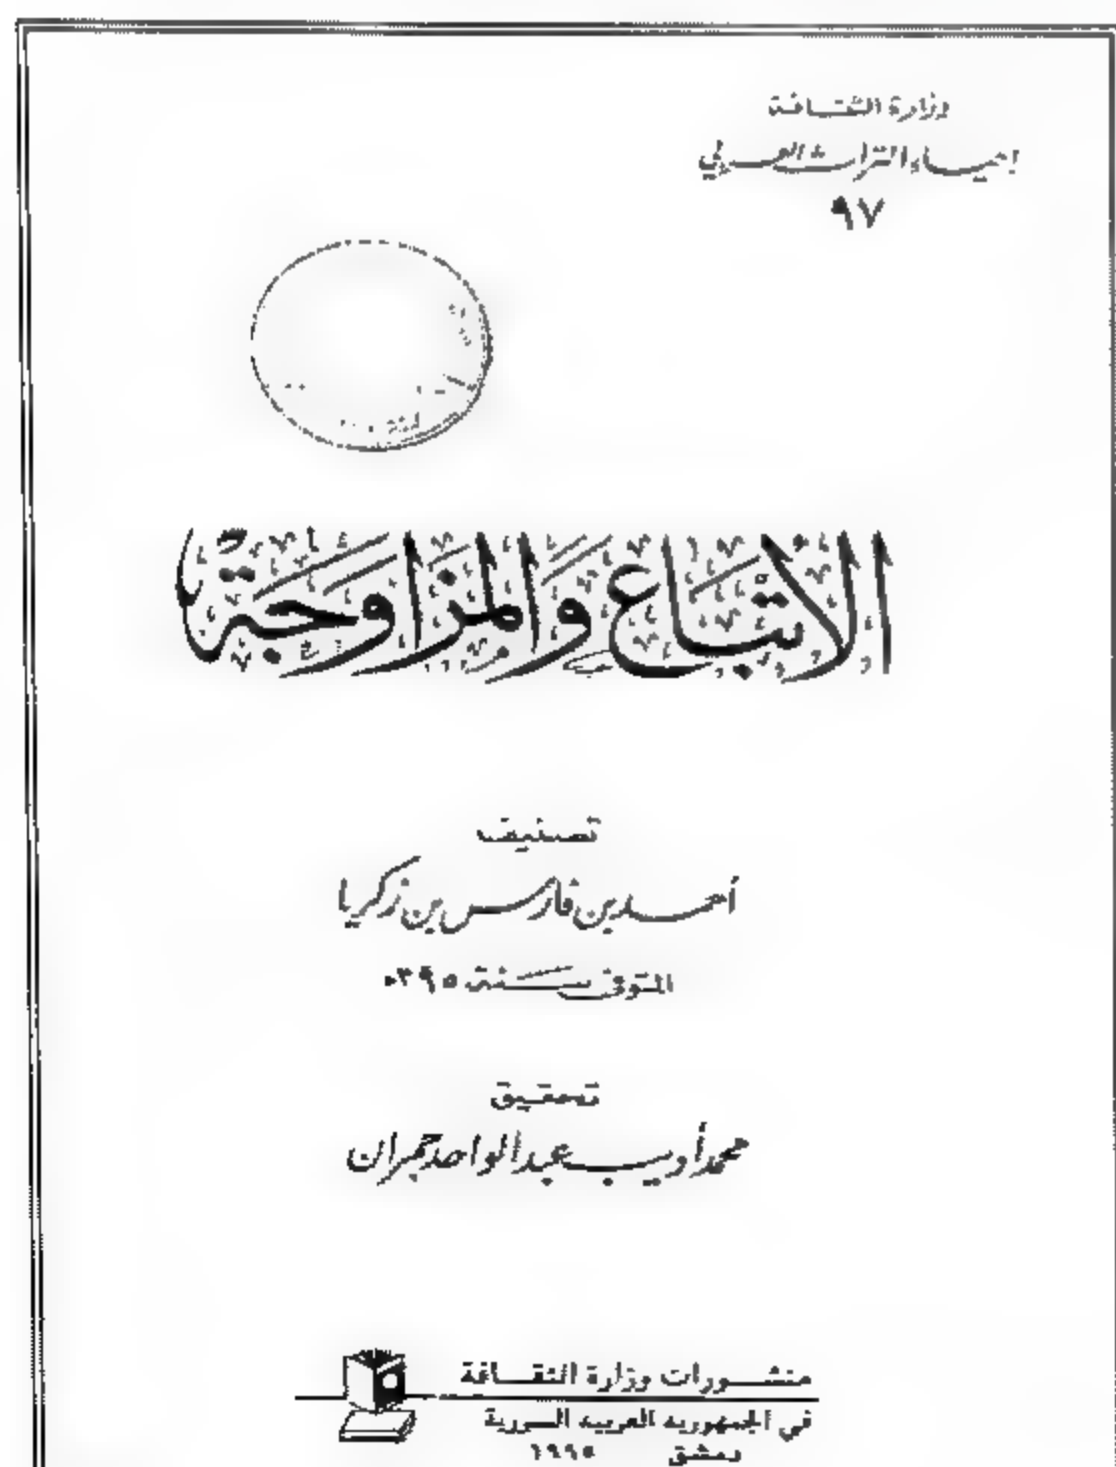 وزارة الثقافة
إحياء التراث العربي
٩٧
الإتباع والمزاوجة
تصنيف
أحمد بن فارس بن زكريا
المتوفى سنة ٣٩٥ه
تحقيق
محمد أديب عبد الواحد جمران
منشورات وزارة الثقافة
في الجمهورية العربية السورية
دمشق ١٩٩٥